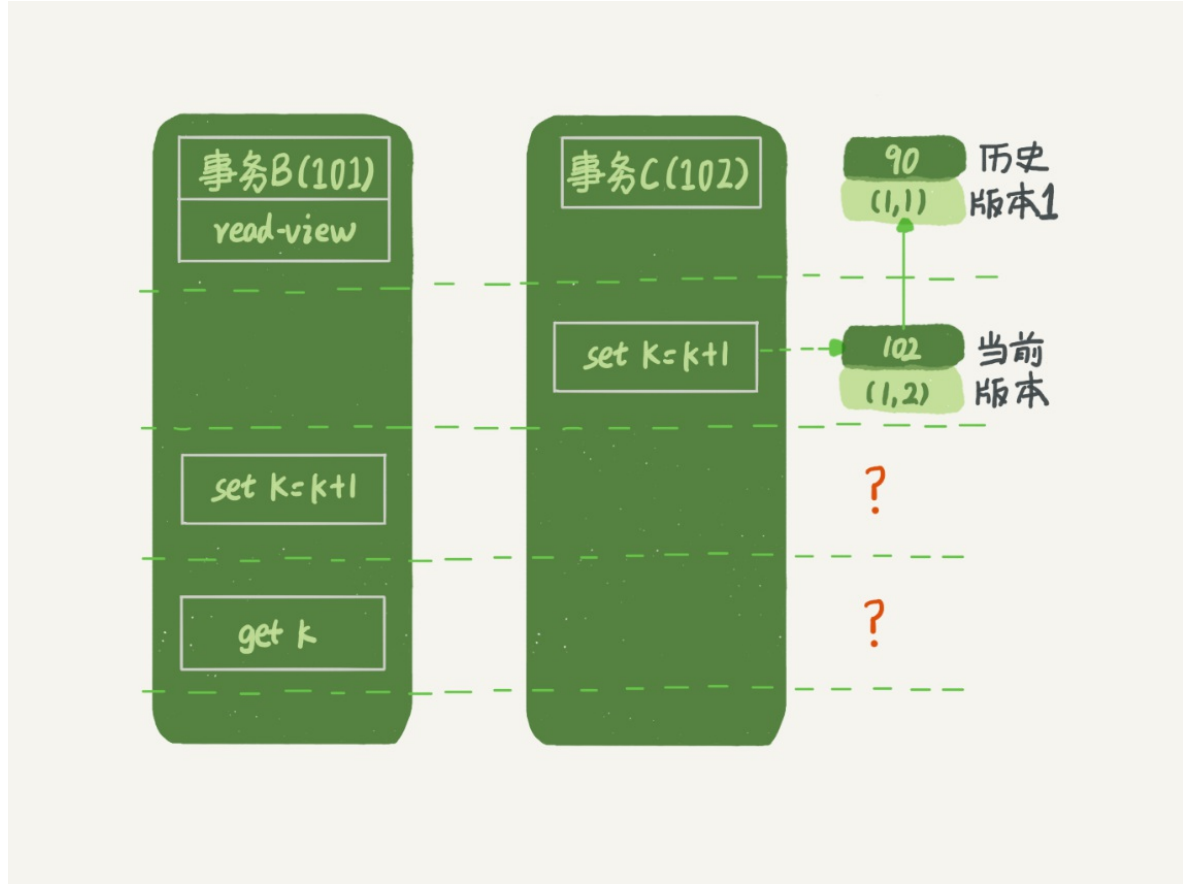 事务B(101)
read-view
事务C(102)
90
(1,1)
历史
版本1
set k=k+1
102
(1,2)
当前
版本
set k=k+1
?
get k
?